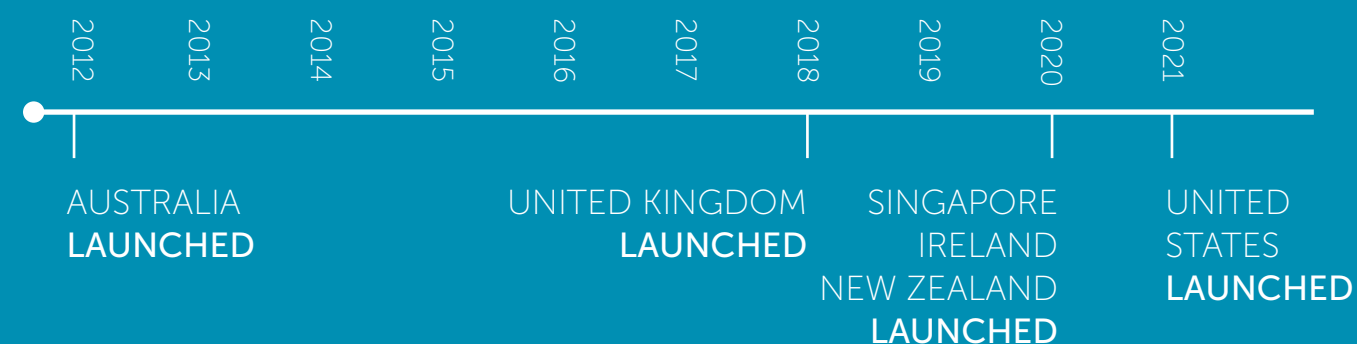 2012
2013
2014
2015
2016
2017
2018
2019
2020
2021
AUSTRALIA
LAUNCHED
UNITED KINGDOM
LAUNCHED
SINGAPORE
IRELAND
NEW ZEALAND
LAUNCHED
UNITED
STATES
LAUNCHED